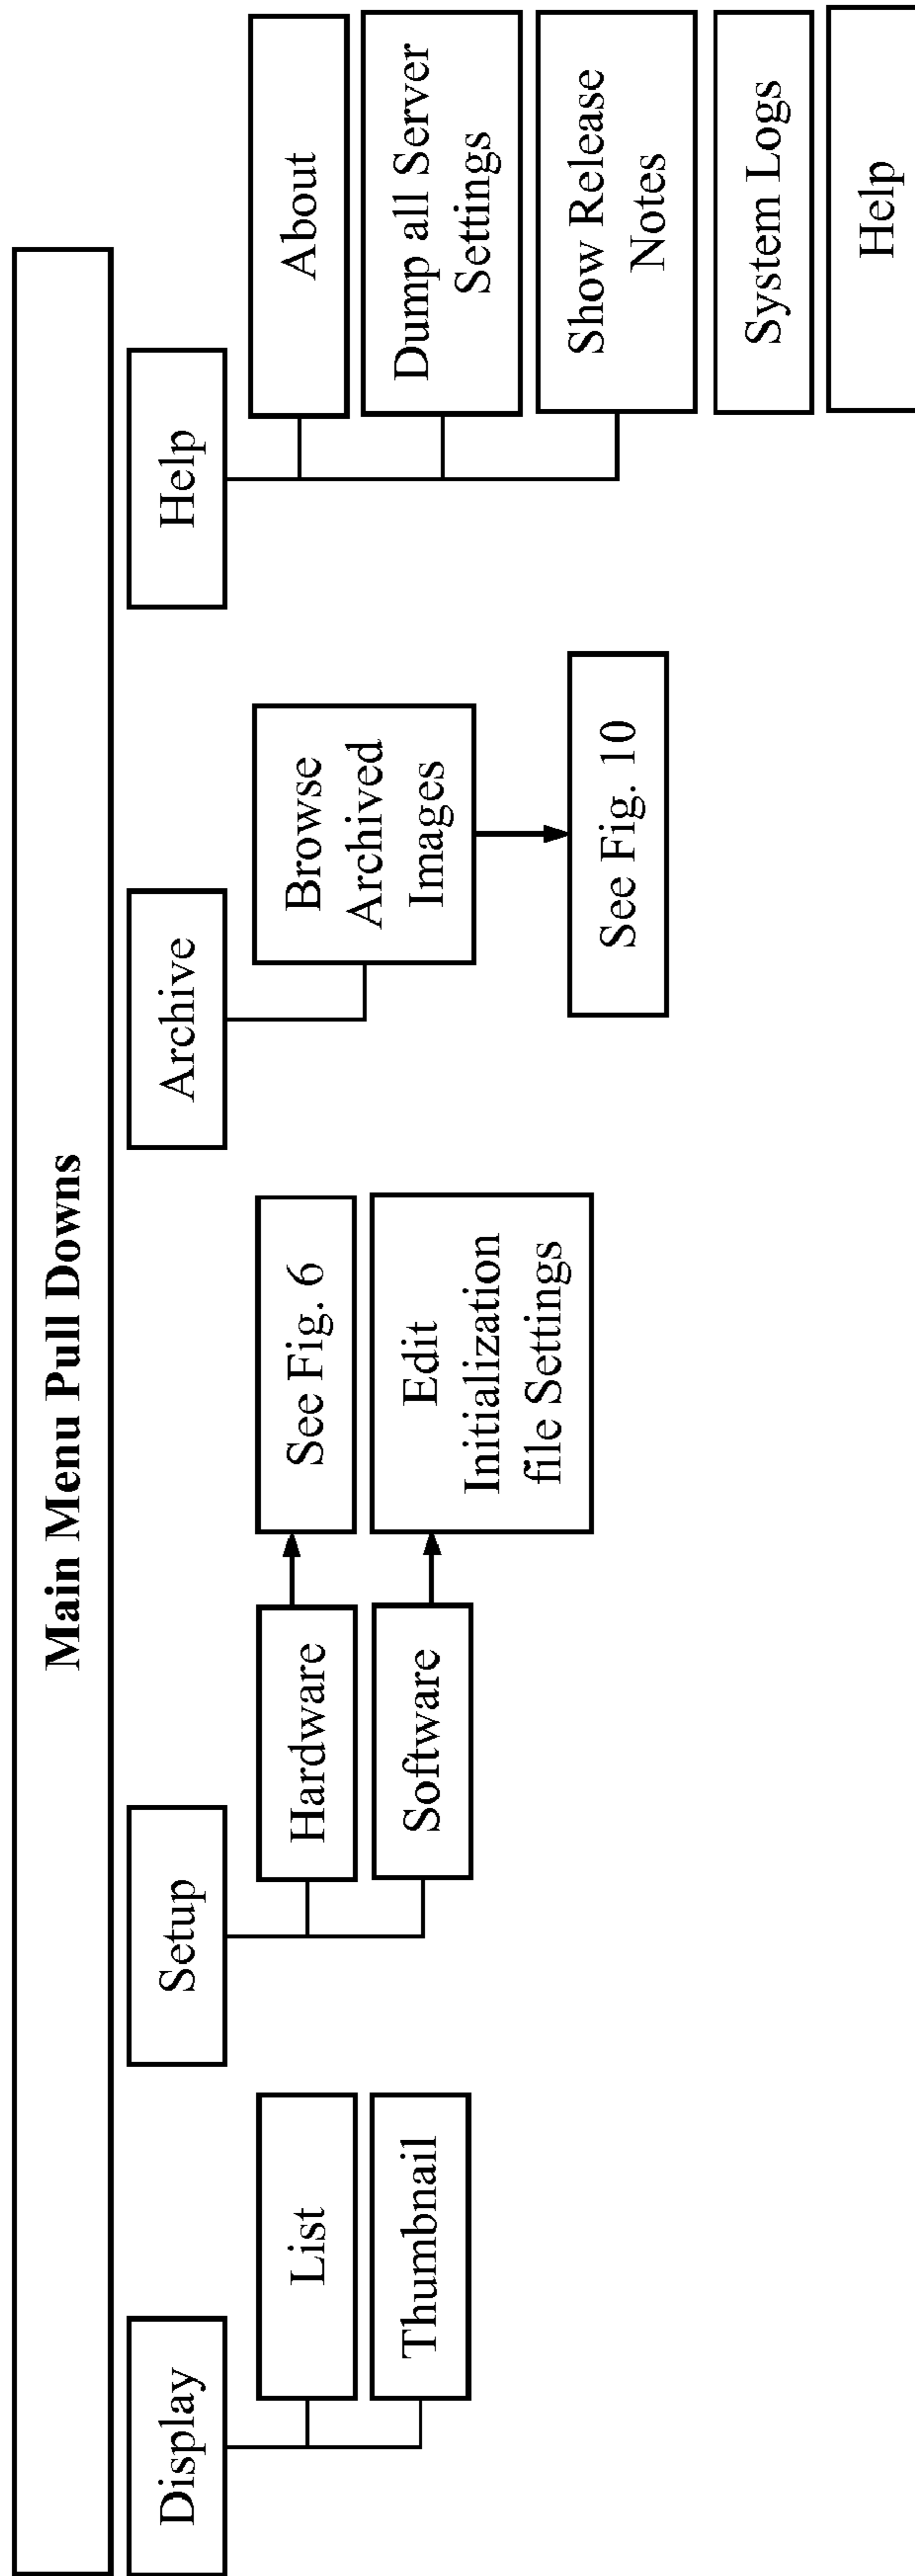 Main Menu Pull Downs
Display
List
Thumbnail
Setup
Hardware
See Fig. 6
Software
Edit
Initialization
file Settings
Archive
Browse
Archived
Images
See Fig. 10
Help
About
Dump all Server
Settings
Show Release
Notes
System Logs
Help